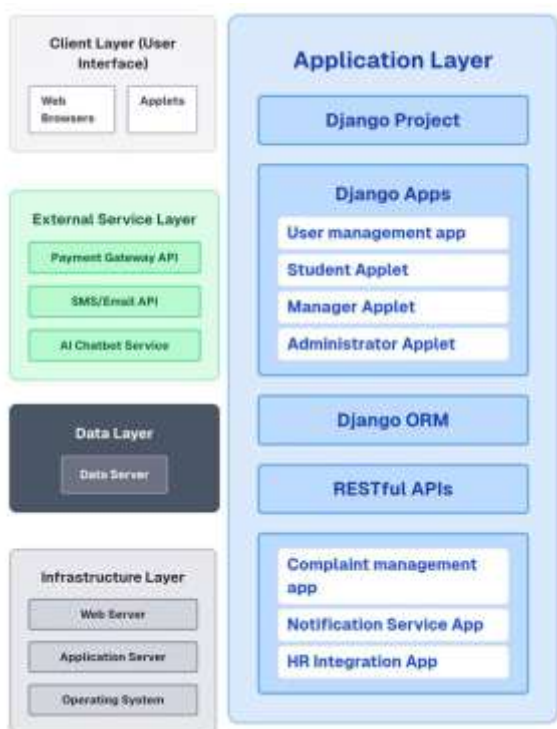 Client Layer (User
Interface)
Web
Browsers
Applets
External Service Layer
Payment Gateway API
SMS/Email API
AI Chatbot Service
Data Layer
Data Server
Infrastructure Layer
Web Server
Application Server
Operating System
Application Layer
Django Project
Django Apps
User management app
Student Applet
Manager Applet
Administrator Applet
Django ORM
RESTful APIs
Complaint management
app
Notification Service App
HR Integration App